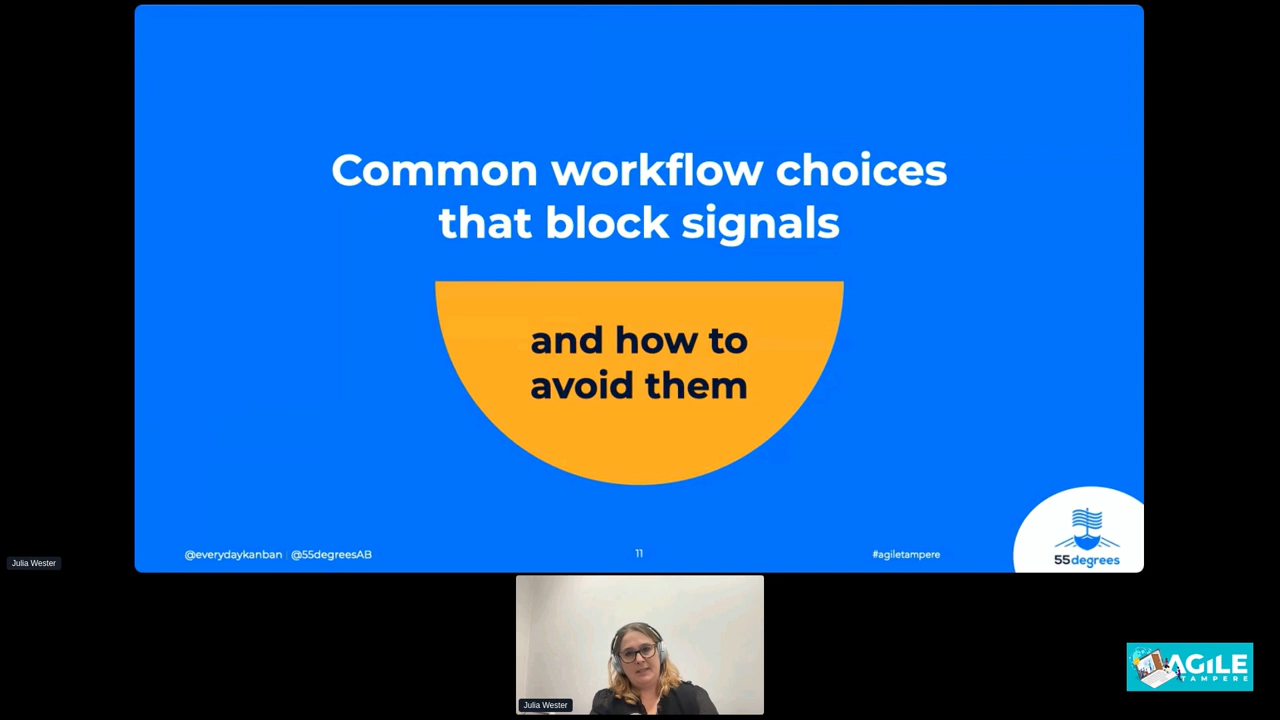 Common workflow choices
that block signals
and how to
avoid them
@everydaykanban | @55degreesAB
11
#agiletampere
55degrees
Julia Wester
Julia Wester
AGILE
TAMPERE